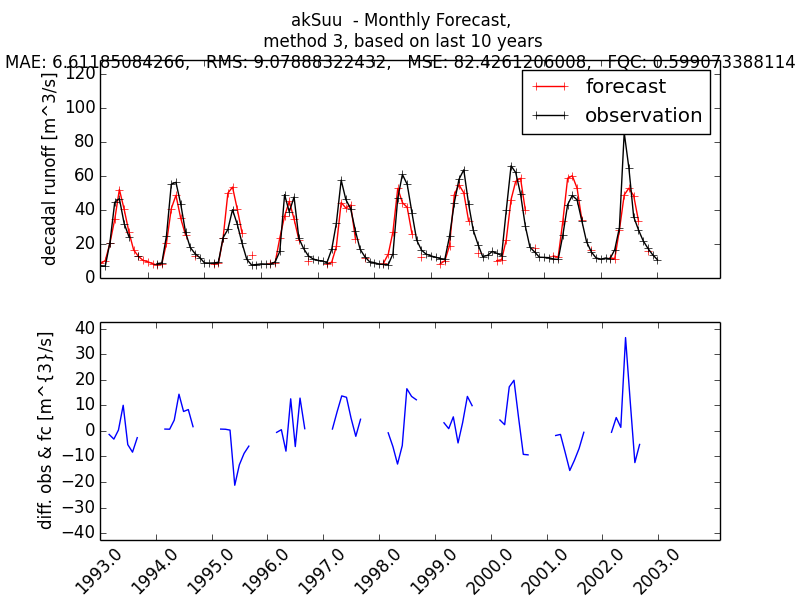 akSuu - Monthly Forecast,
method 3, based on last 10 years
MAE: 6.61185084266, RMS: 9.07888322432, MSE: 82.4261206008, FQC: 0.599073388114
decadal runoff [m^3/s]
120
100
80
60
40
20
0
forecast
observation
diff. obs & fc [m^{3}/s]
40
30
20
10
0
−10
−20
−30
−40
1993.0 1994.0 1995.0 1996.0 1997.0 1998.0 1999.0 2000.0 2001.0 2002.0 2003.0